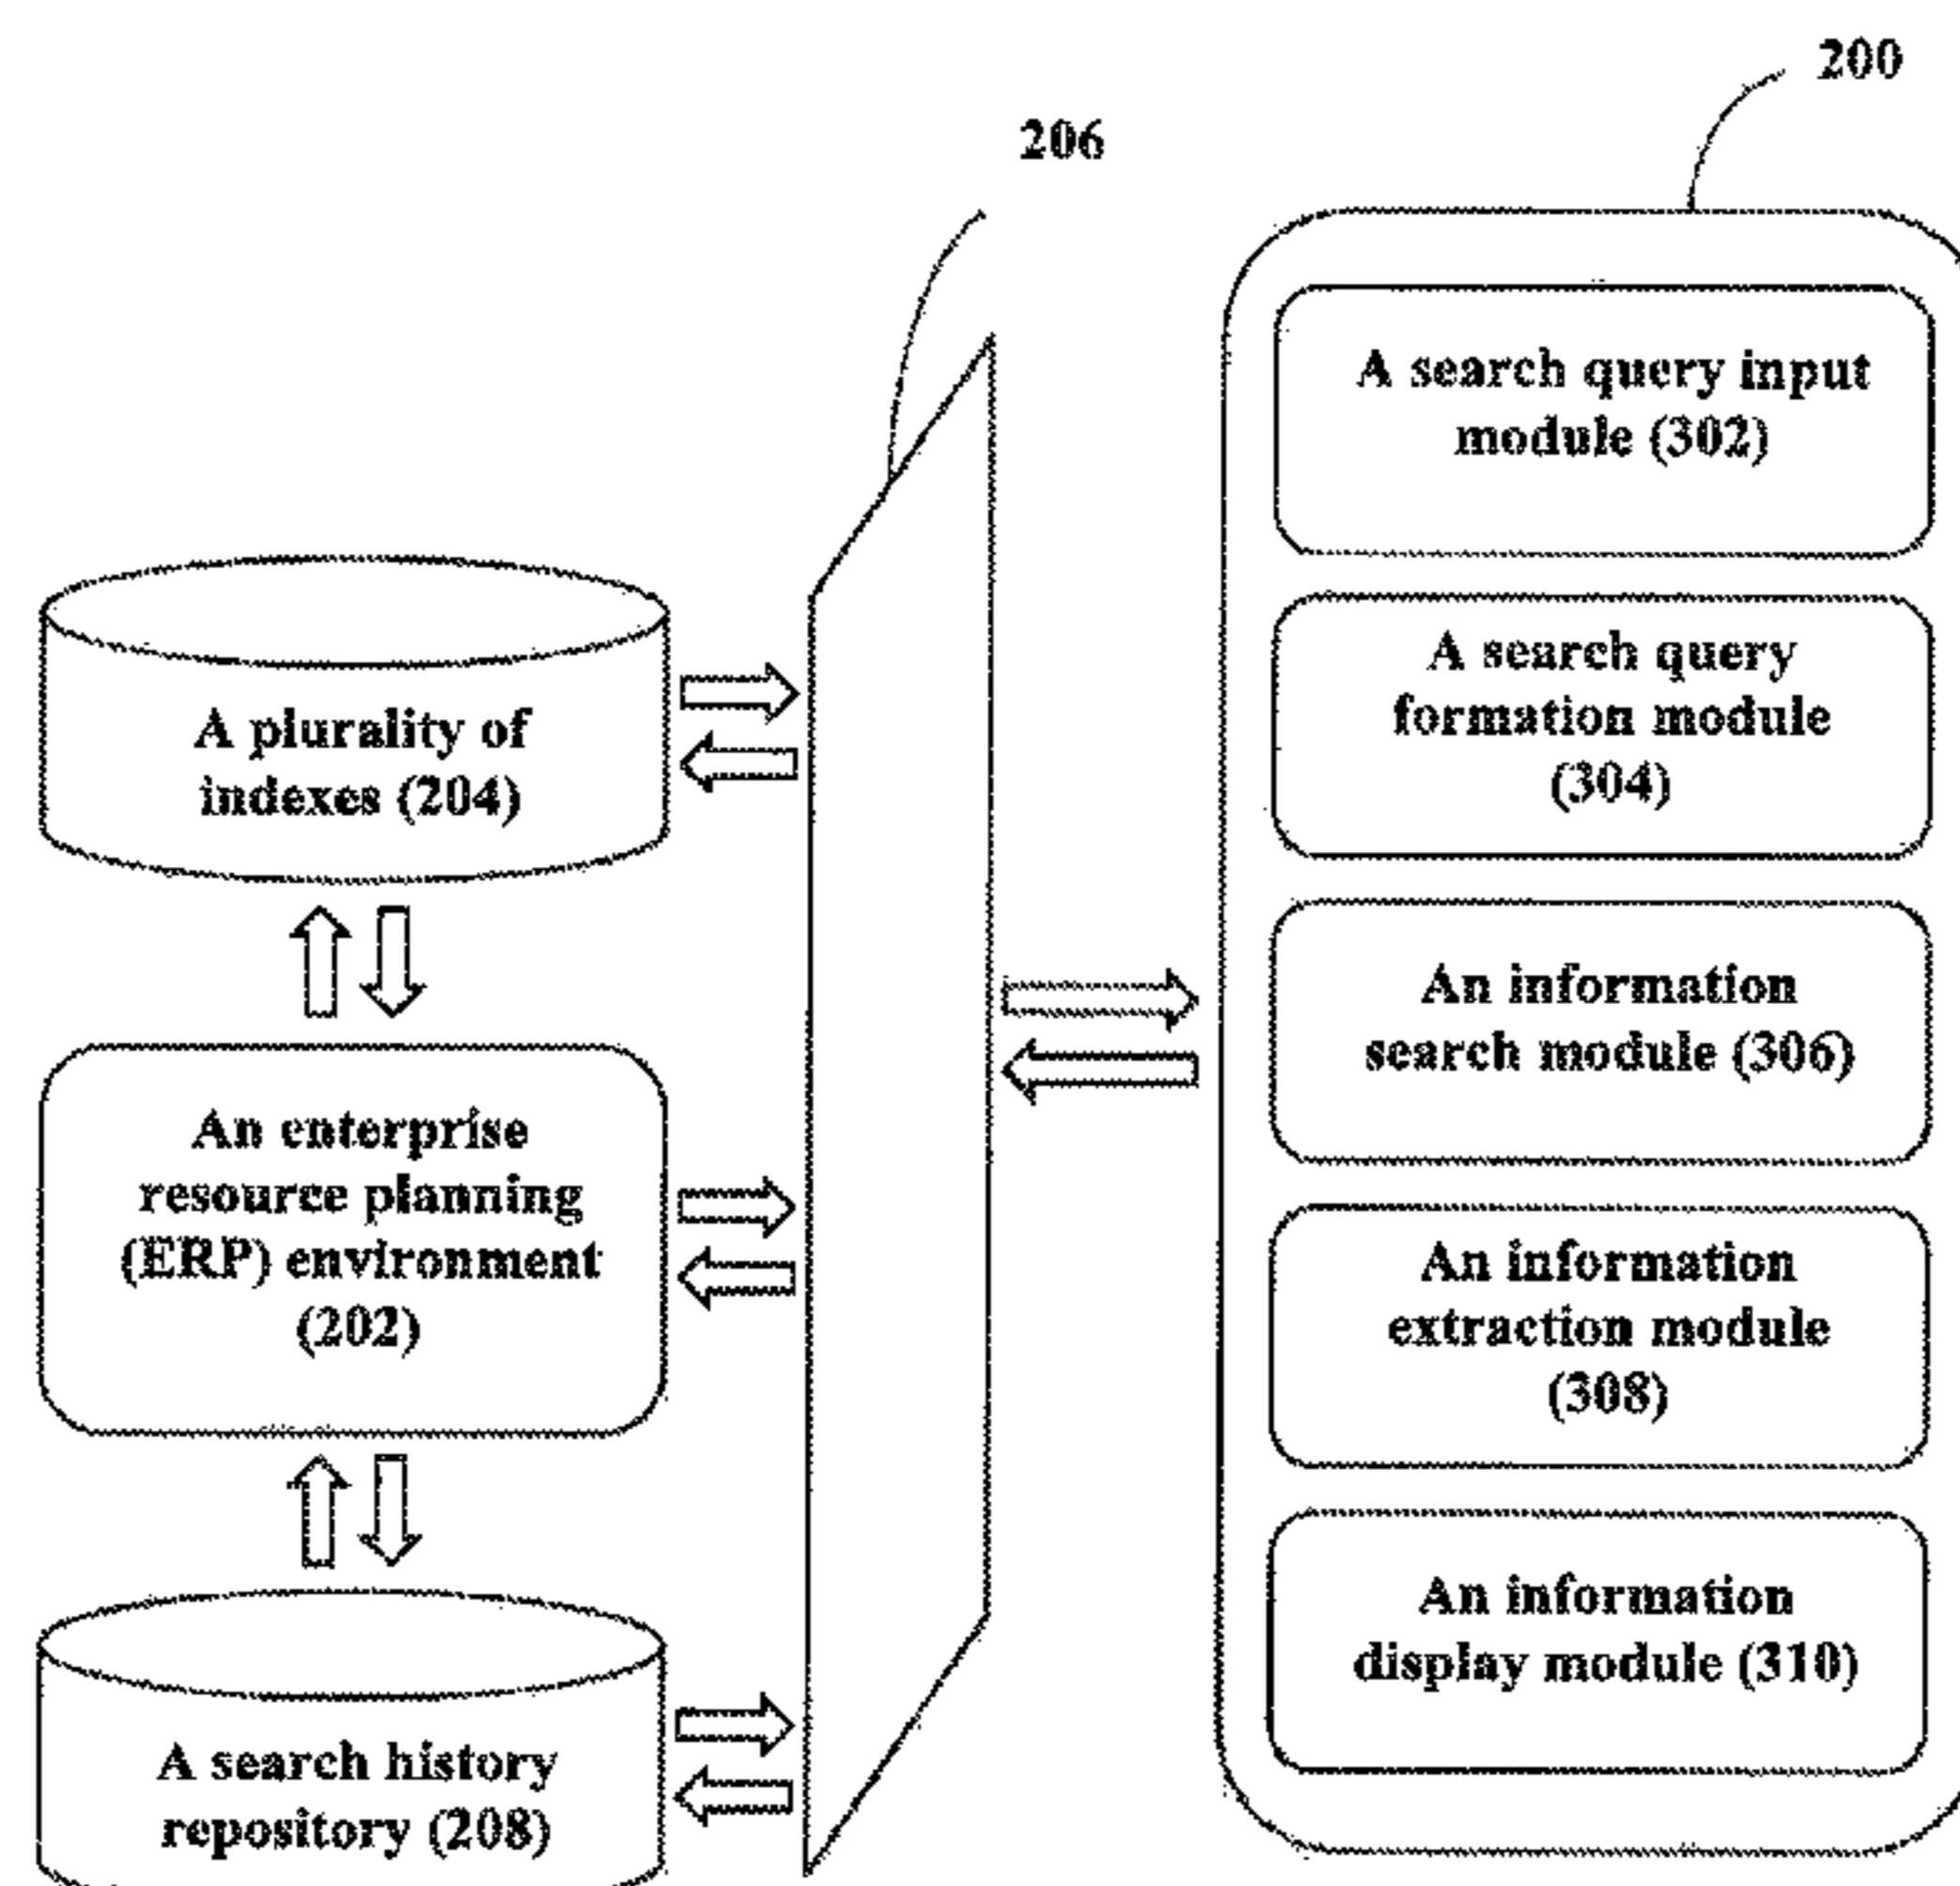 200
206
A search query input
module (302)
A search query
formation module
(304)
A plurality of
indexes (204)
An information
search module (306)
An enterprise
resource planning
(ERP) environment
(202)
An information
extraction module
(308)
An information
display module (310)
A search history
repository (208)